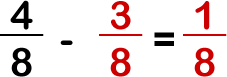 4/8 - 3/8 = 1/8